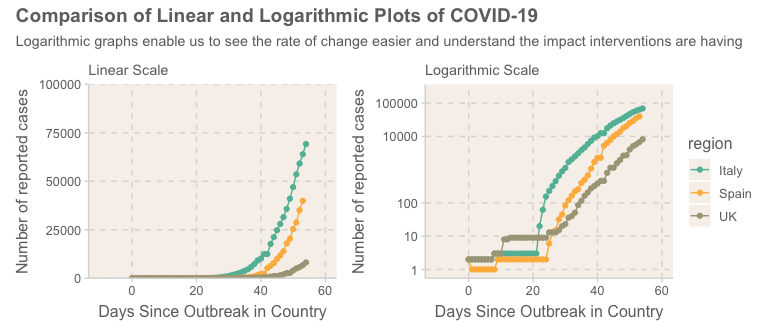 Comparison of Linear and Logarithmic Plots of COVID-19
Logarithmic graphs enable us to see the rate of change easier and understand the impact interventions are having
Linear Scale
Number of reported cases
100000
75000
50000
25000
0
0 20 40 60
Days Since Outbreak in Country
Logarithmic Scale
Number of reported cases
100000
10000
100
10
1
0 20 40 60
Days Since Outbreak in Country
region
Italy
Spain
UK